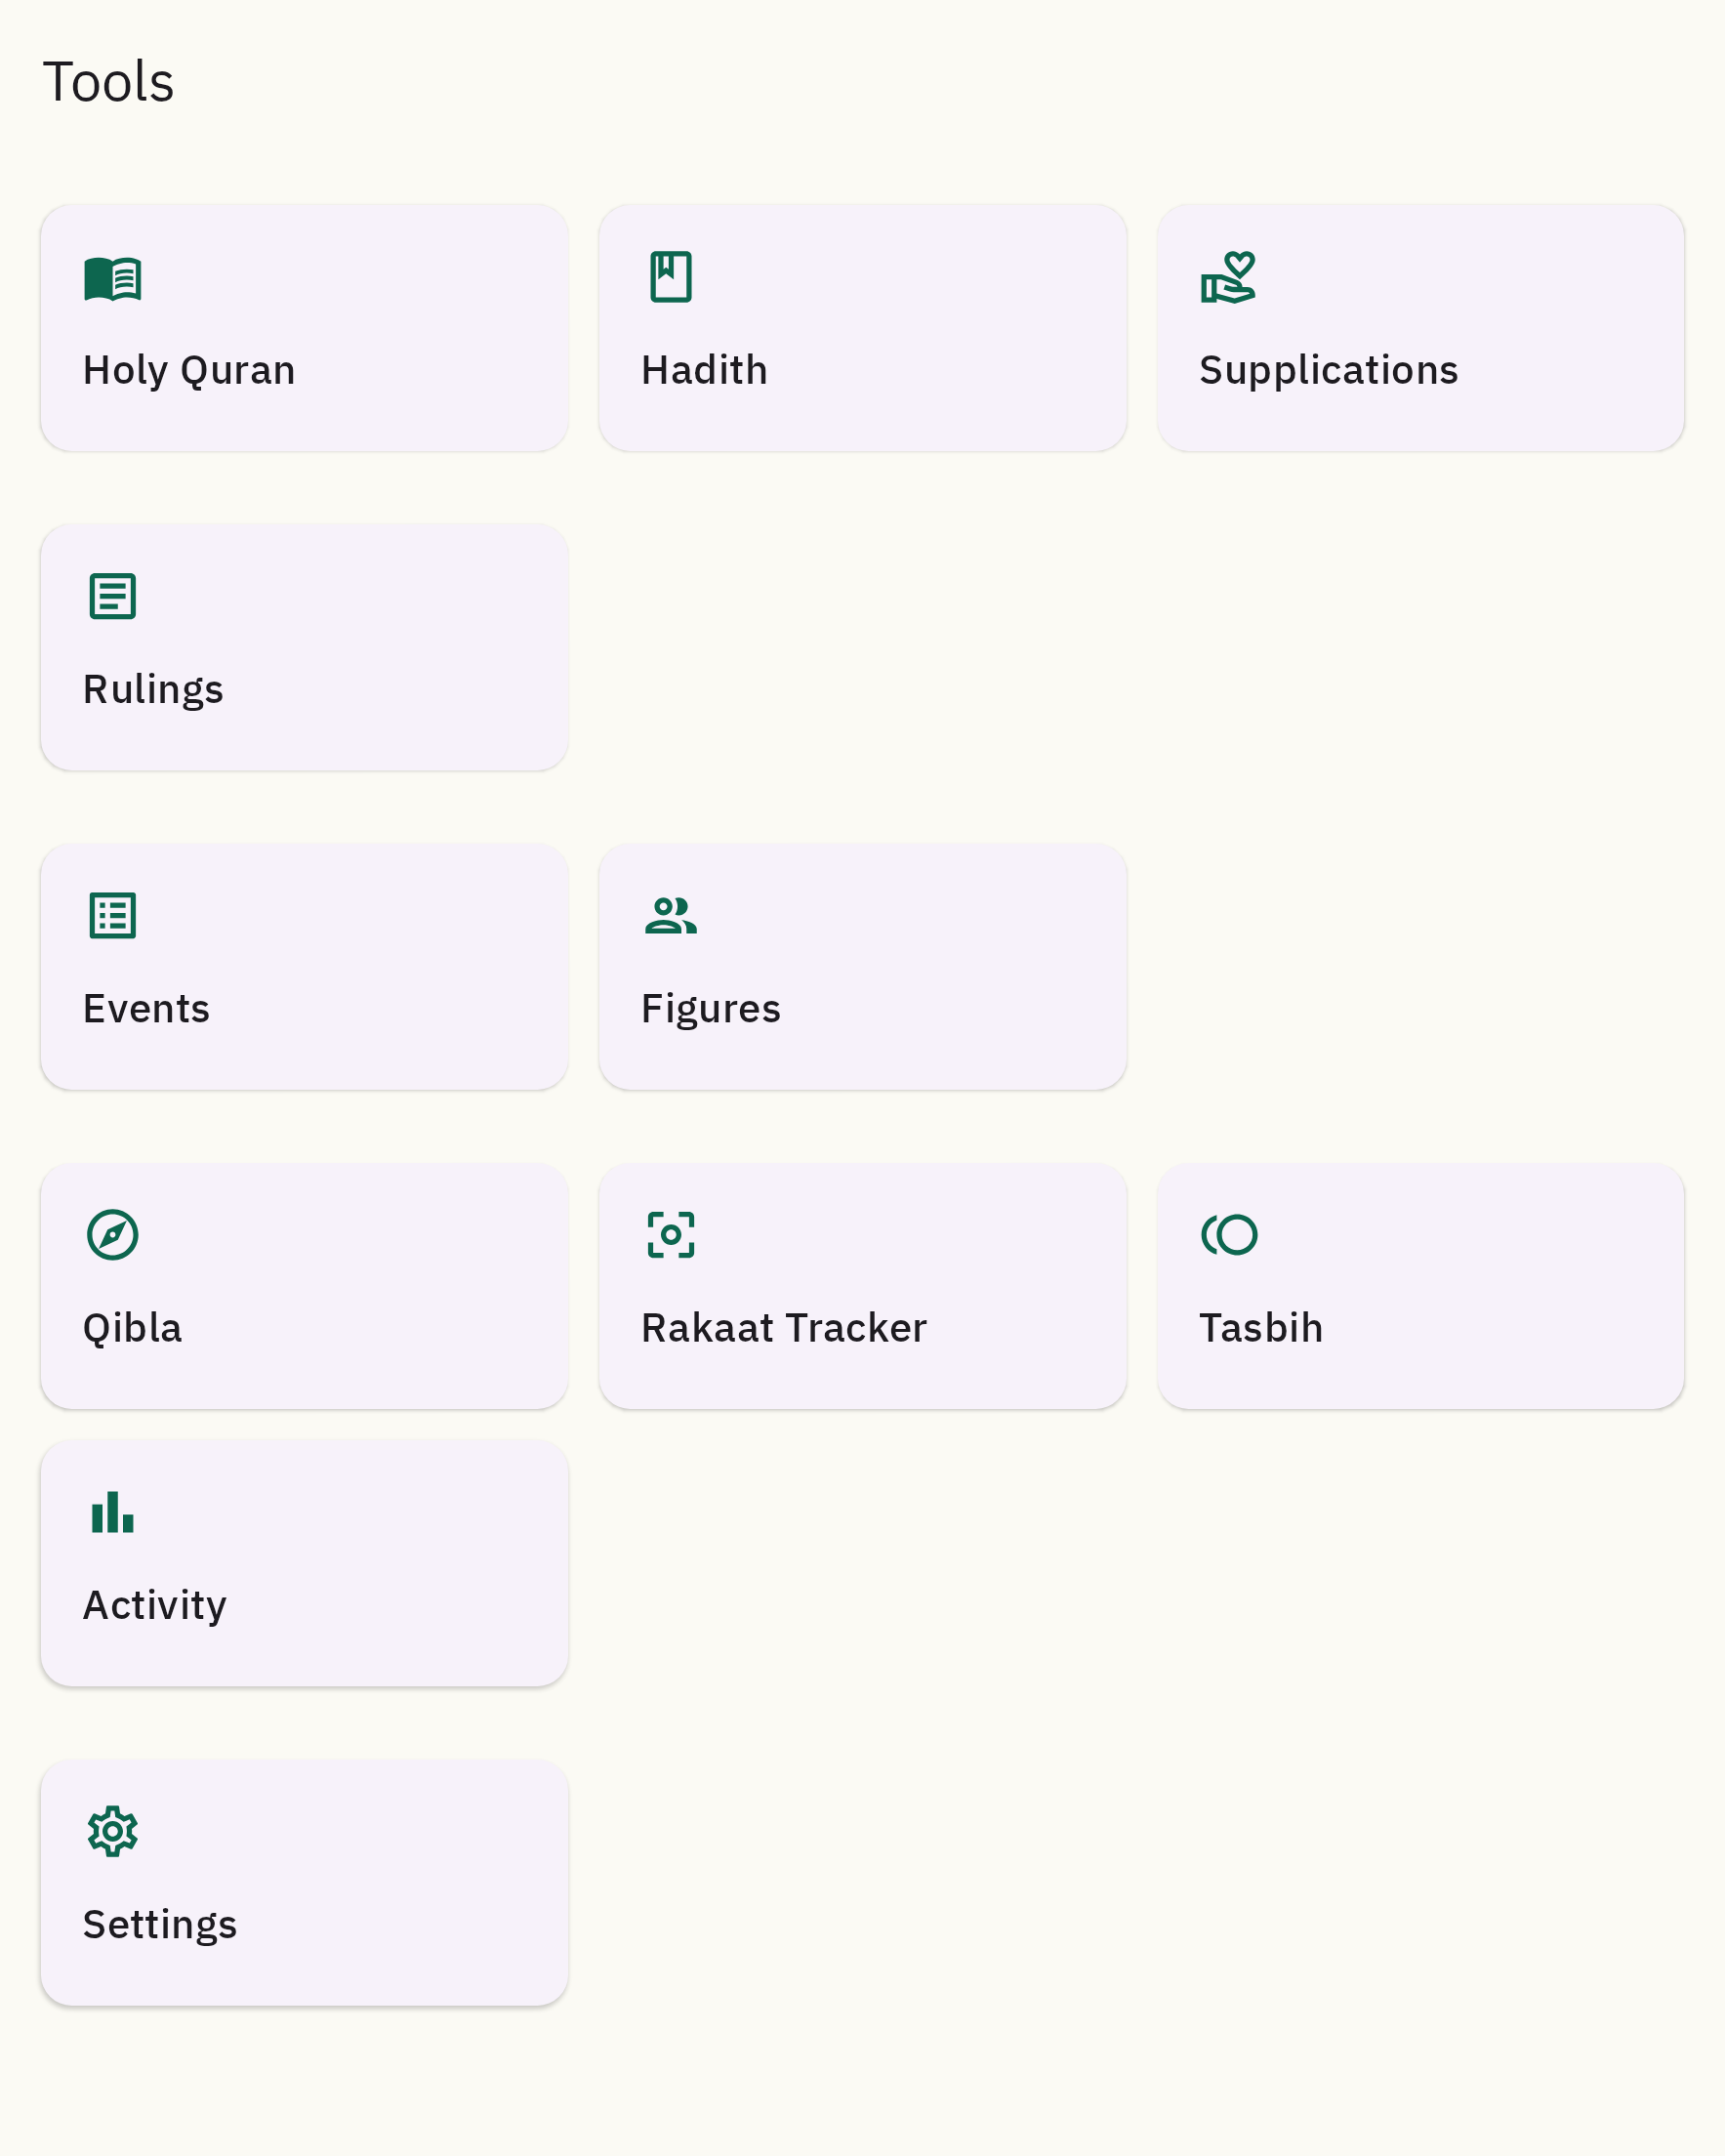 Tools
Holy Quran
Hadith
Supplications
Rulings
Events
Figures
Qibla
Rakaat Tracker
Tasbih
Activity
Settings